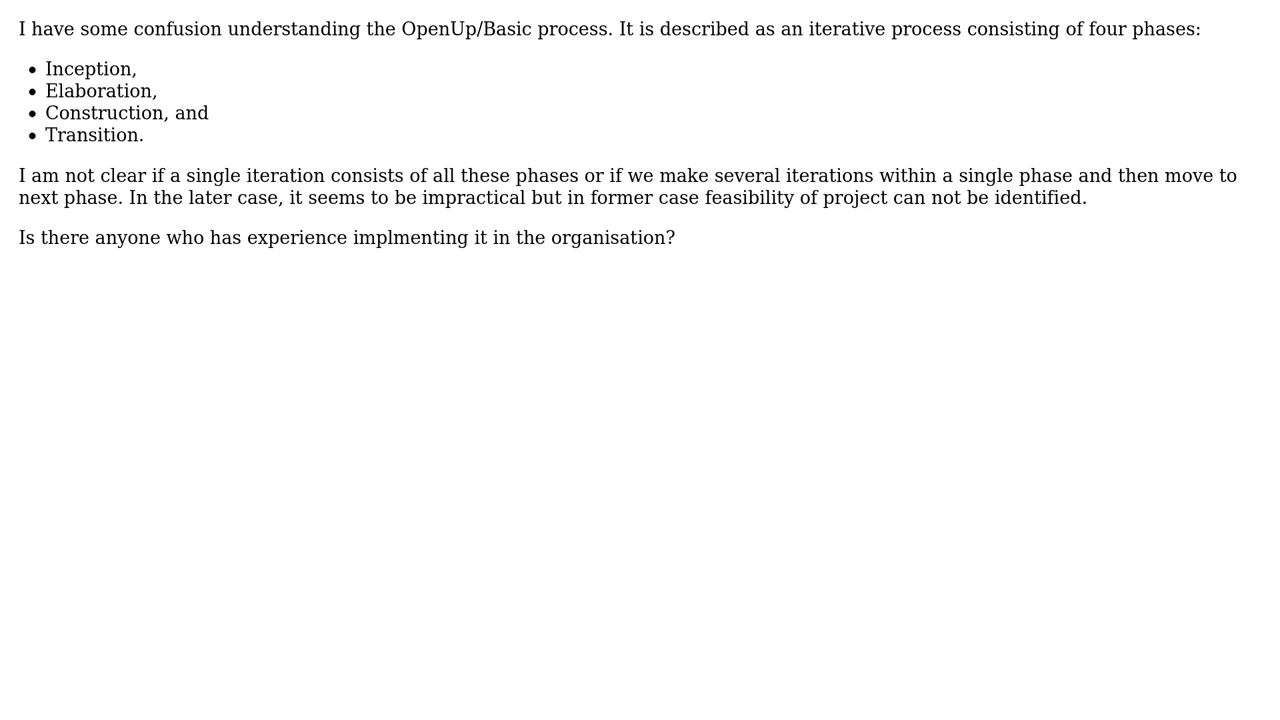 I have some confusion understanding the OpenUp/Basic process. It is described as an iterative process consisting of four phases:
• Inception,
• Elaboration,
• Construction, and
• Transition.
I am not clear if a single iteration consists of all these phases or if we make several iterations within a single phase and then move to
next phase. In the later case, it seems to be impractical but in former case feasibility of project can not be identified.
Is there anyone who has experience implmenting it in the organisation?